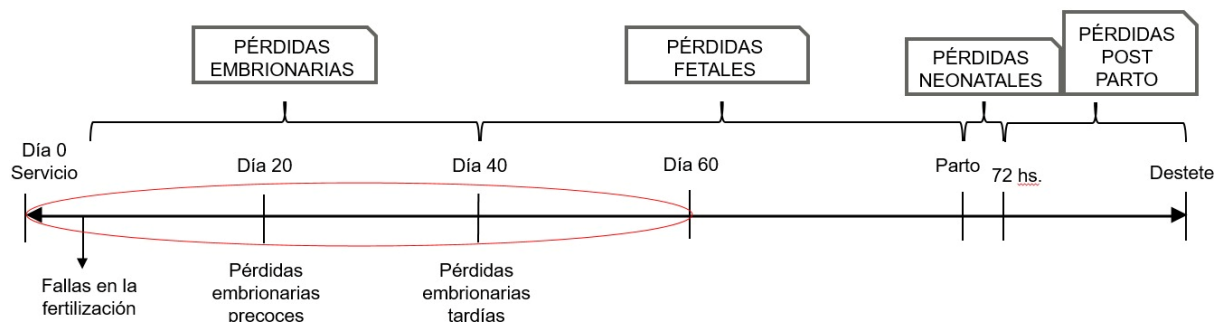 PÉRDIDAS
EMBRIONARIAS
PÉRDIDAS
FETALES
PÉRDIDAS
NEONATALES
PÉRDIDAS
POST
PARTO
Día 0
Servicio
Día 20
Día 40
Día 60
Parto
72 hs.
Destete
Fallas en la
fertilización
Pérdidas
embrionarias
precoces
Pérdidas
embrionarias
tardías